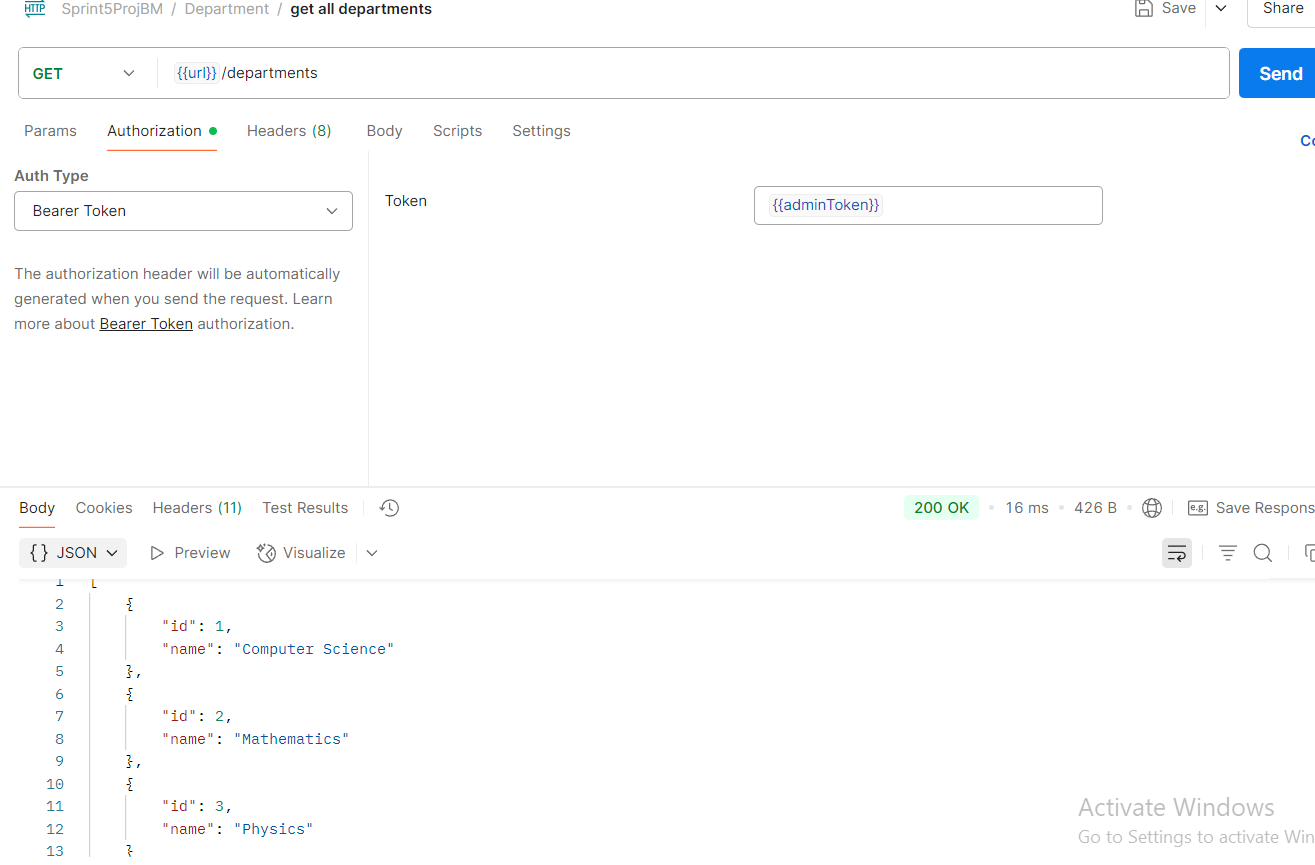 HTTP Sprint5ProjBM / Department / get all departments Save Share
GET {{url}} /departments Send
Params Authorization Headers (8) Body Scripts Settings
Co
Auth Type
Bearer Token
Token {{adminToken}}
The authorization header will be automatically
generated when you send the request. Learn
more about Bearer Token authorization.
Body Cookies Headers (11) Test Results 200 OK 16 ms 426 B e.g. Save Respons
{} JSON Preview Visualize
1 [
2 {
3 "id": 1,
4 "name": "Computer Science"
5 },
6 {
7 "id": 2,
8 "name": "Mathematics"
9 },
10 {
11 "id": 3,
12 "name": "Physics"
13 }
Activate Windows
Go to Settings to activate Win